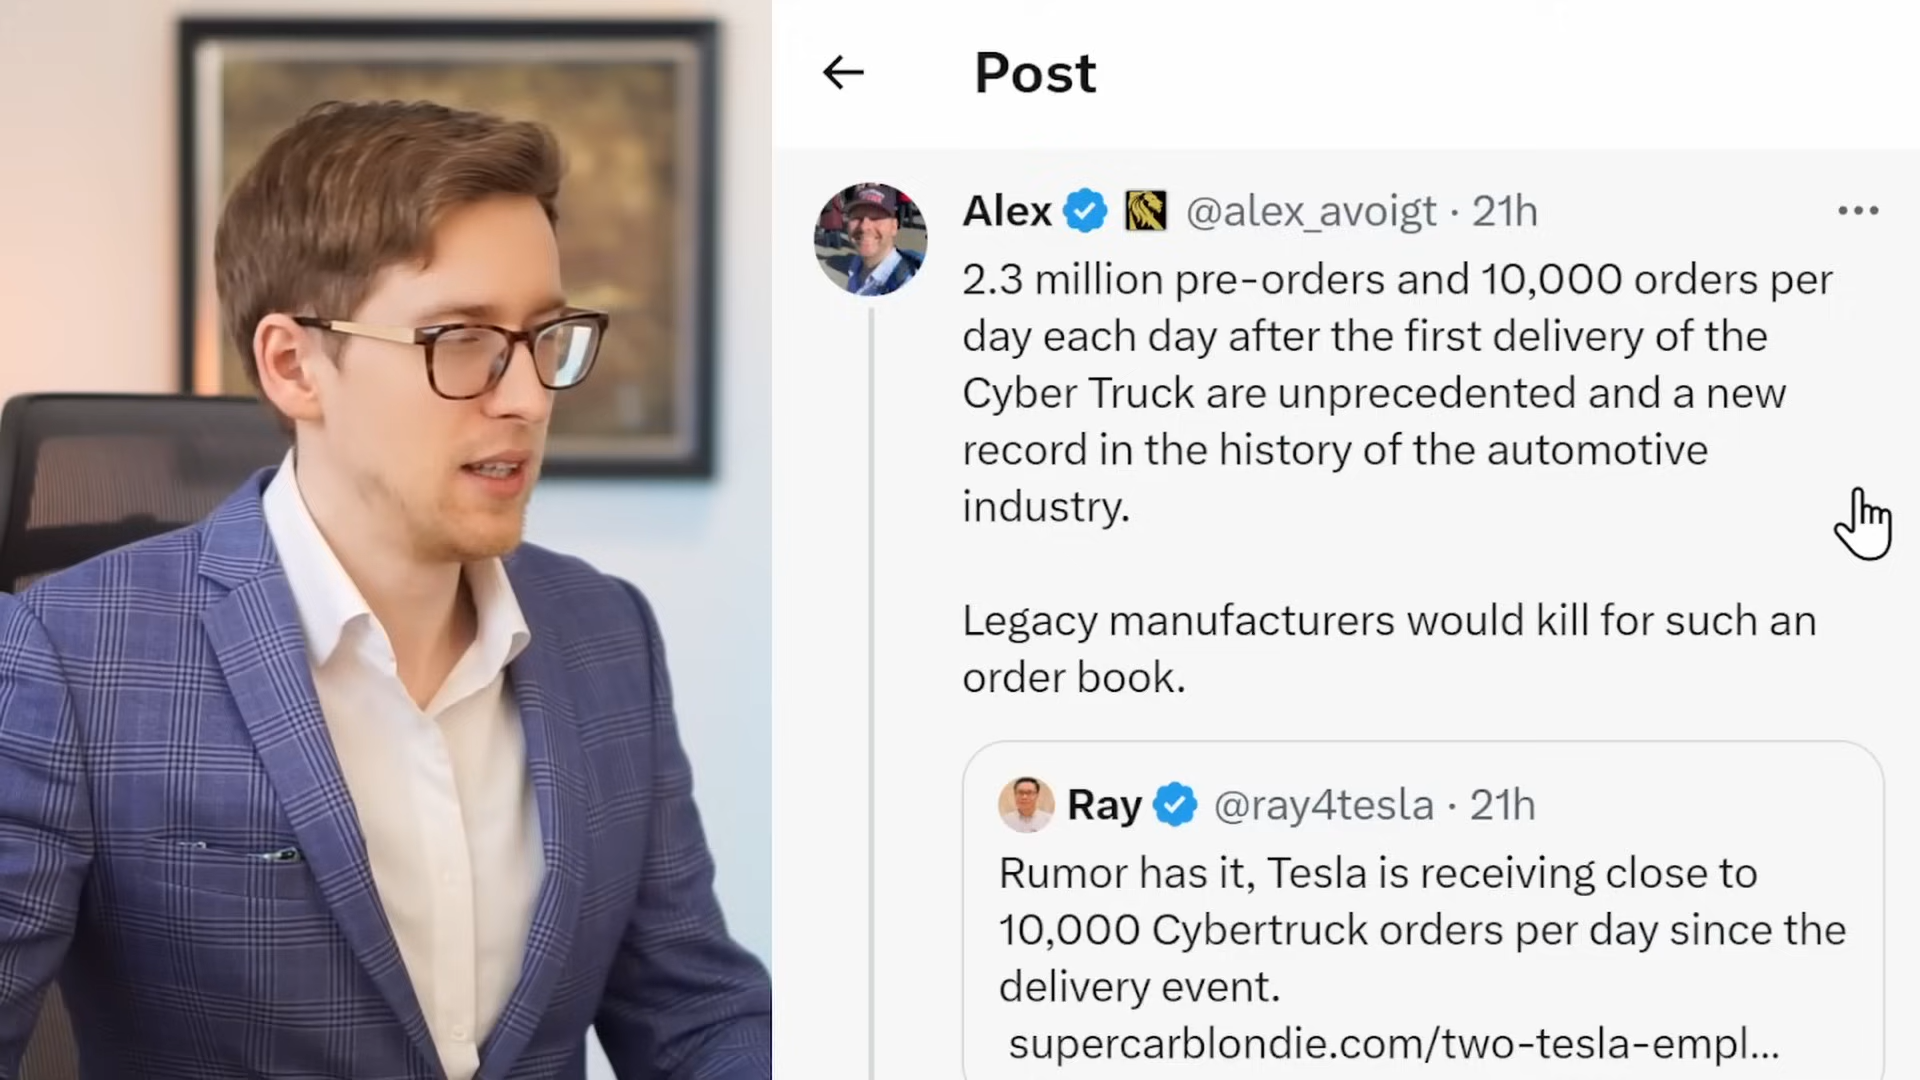 Post
Alex @alex_avoigt · 21h
2.3 million pre-orders and 10,000 orders per
day each day after the first delivery of the
Cyber Truck are unprecedented and a new
record in the history of the automotive
industry.
Legacy manufacturers would kill for such an
order book.
Ray @ray4tesla · 21h
Rumor has it, Tesla is receiving close to
10,000 Cybertruck orders per day since the
delivery event.
supercarblondie.com/two-tesla-empl...